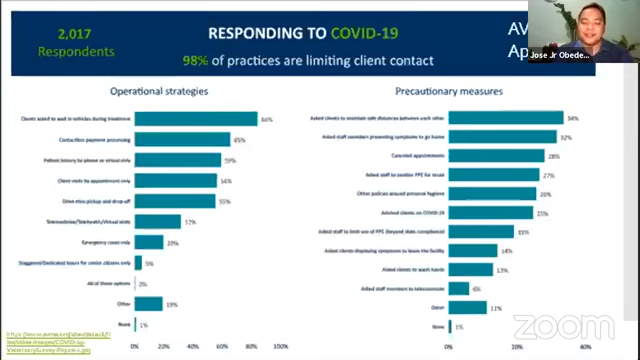 2,017
Respondents
RESPONDING TO COVID-19
98% of practices are limiting client contact
AV
Ap
Jose Jr Obede...
Operational strategies
Clients asked to wait in vehicles during treatment
Contactless payment processing
65%
Patient history by phone or virtual only
59%
Client visits by appointment only
56%
Drive-thru pickup and drop-off
55%
Telemedicine/Telehealth/Virtual visits
32%
Emergency cases only
20%
Staggered/Dedicated hours for senior citizens only
5%
All of these options
0%
Other
19%
None
1%
0% 20% 40% 60% 80% 100%
Precautionary measures
Asked clients to maintain safe distances between each other
34%
Asked staff members presenting symptoms to go home
32%
Canceled appointments
28%
Asked staff to sanitize PPE for reuse
27%
Other policies around personal hygiene
26%
Advised clients on COVID-19
25%
Asked staff to limit use of PPE (beyond state compliance)
Asked clients displaying symptoms to leave the facility
14%
Asked clients to wash hands
13%
Asked staff members to telecommute
6%
Other
11%
None
1%
0% 10% 20% 30% 40%
zoom